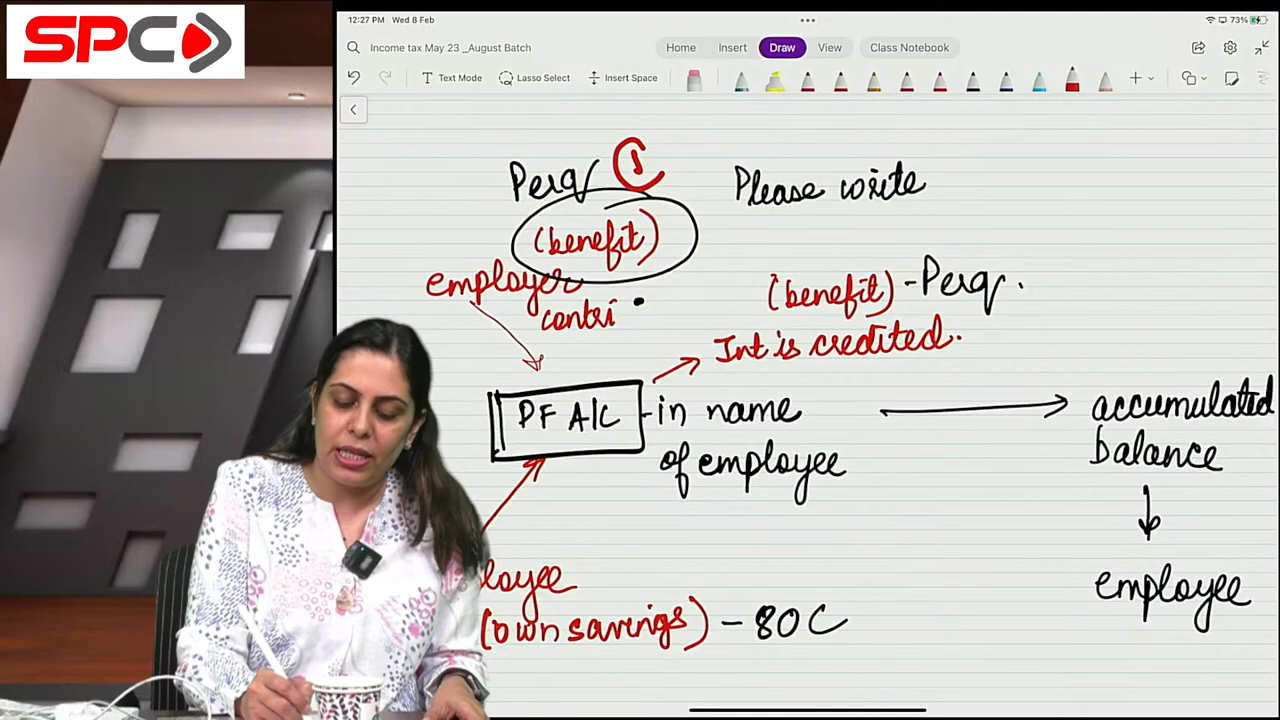 SPC
12:27 PM Wed 8 Feb
73%
Income tax May 23 _August Batch
Home Insert Draw View Class Notebook
Text Mode Lasso Select Insert Space
Perq
Please write
(benefit)
employer
contri
(benefit) - Perq.
Int is credited.
PF A/C - in name
of employee
accumulated
balance
employee
loyee
(own savings) - 80C